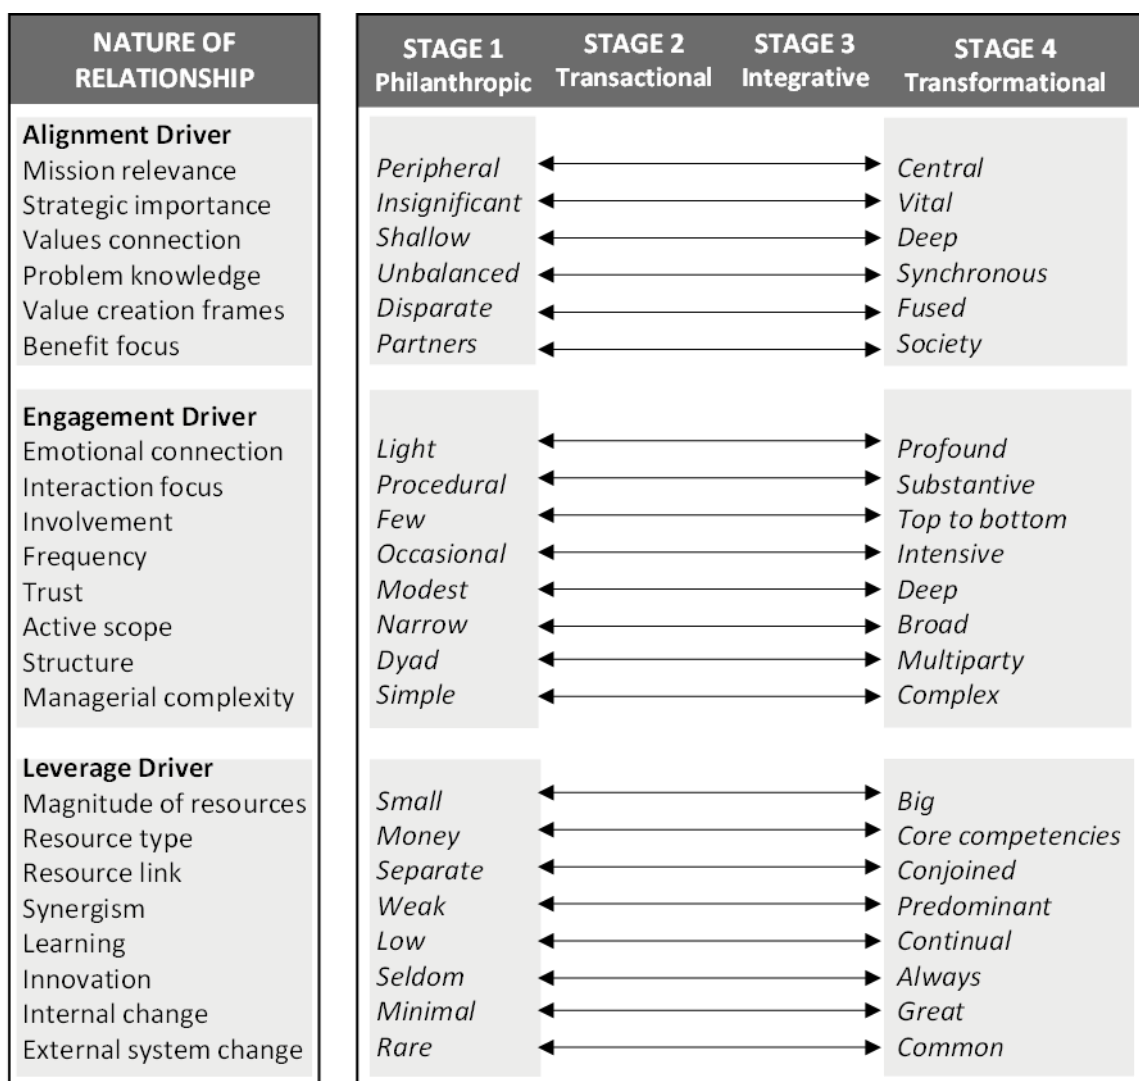 NATURE OF
RELATIONSHIP
STAGE 1
Philanthropic
STAGE 2
Transactional
STAGE 3
Integrative
STAGE 4
Transformational
Alignment Driver
Mission relevance Peripheral Central
Strategic importance Insignificant Vital
Values connection Shallow Deep
Problem knowledge Unbalanced Synchronous
Value creation frames Disparate Fused
Benefit focus Partners Society
Engagement Driver
Emotional connection Light Profound
Interaction focus Procedural Substantive
Involvement Few Top to bottom
Frequency Occasional Intensive
Trust Modest Deep
Active scope Narrow Broad
Structure Dyad Multiparty
Managerial complexity Simple Complex
Leverage Driver
Magnitude of resources Small Big
Resource type Money Core competencies
Resource link Separate Conjoined
Synergism Weak Predominant
Learning Low Continual
Innovation Seldom Always
Internal change Minimal Great
External system change Rare Common